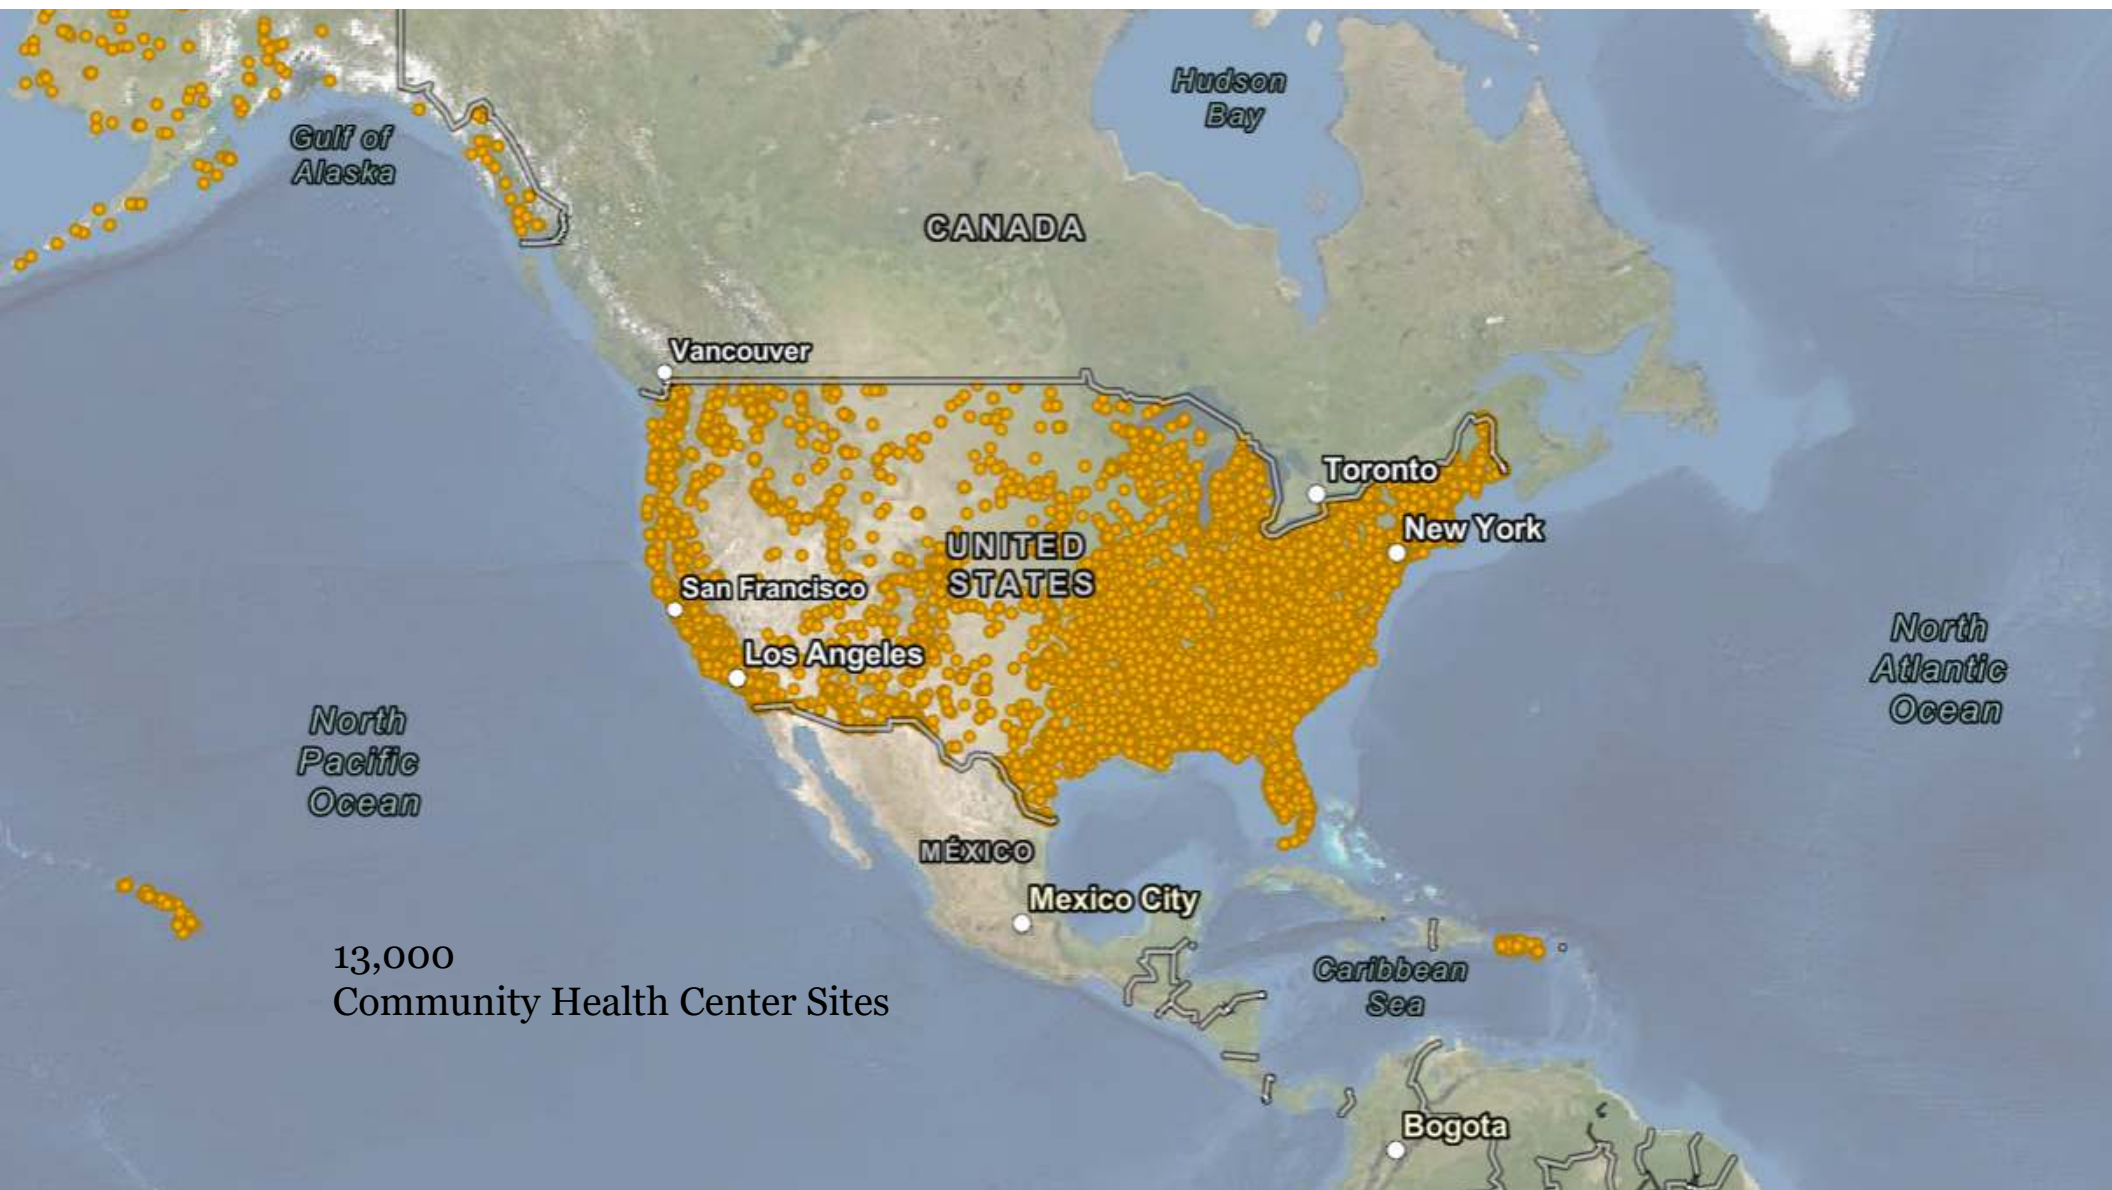 Hudson
Bay
Gulf of
Alaska
CANADA
Vancouver
Toronto
New York
UNITED
STATES
San Francisco
Los Angeles
North
Atlantic
Ocean
North
Pacific
Ocean
MÉXICO
Mexico City
13,000
Community Health Center Sites
Caribbean
Sea
Bogota